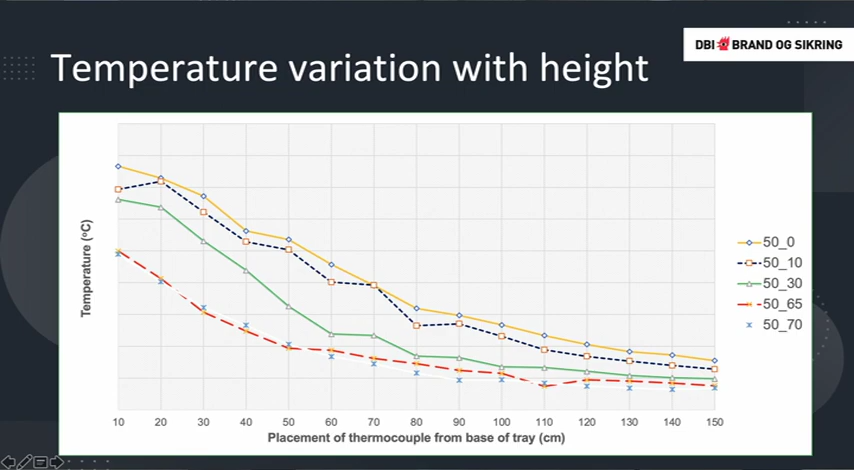 DBI BRAND OG SIKRING
Temperature variation with height
Temperature (ºC)
50_0
50_10
50_30
50_65
50_70
10 20 30 40 50 60 70 80 90 100 110 120 130 140 150
Placement of thermocouple from base of tray (cm)